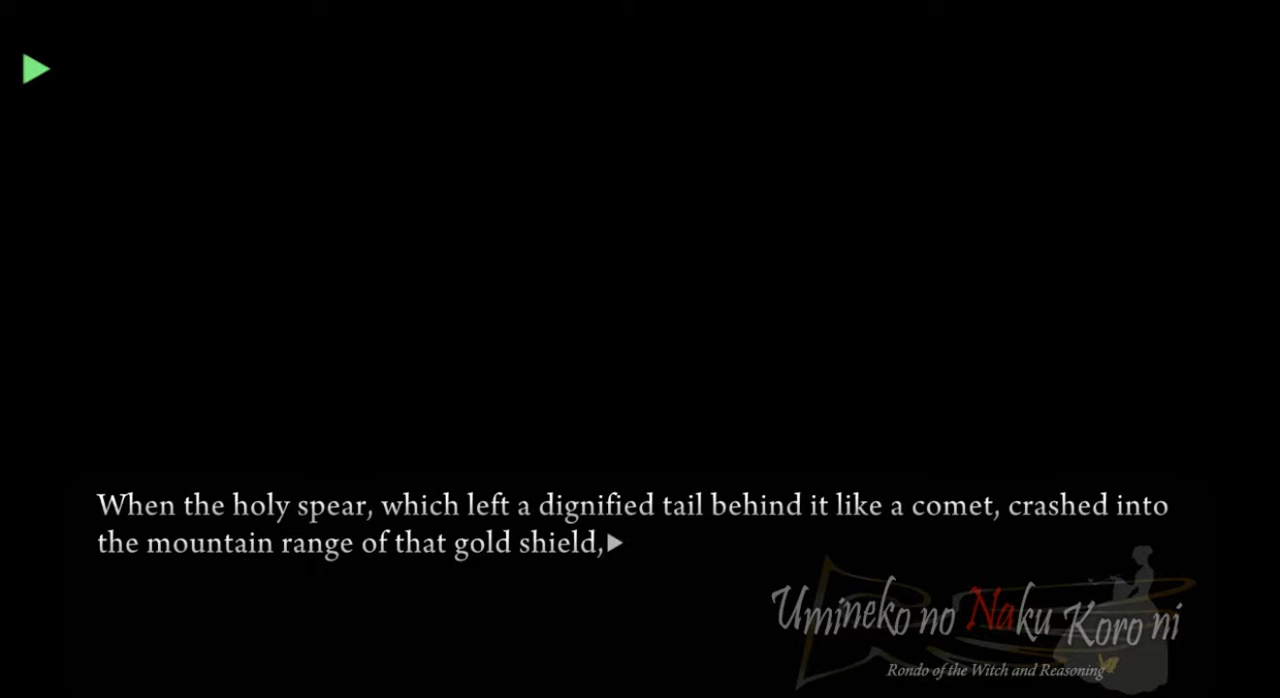 When the holy spear, which left a dignified tail behind it like a comet, crashed into
the mountain range of that gold shield,
Umineko no Naku Koro ni
Rondo of the Witch and Reasoning